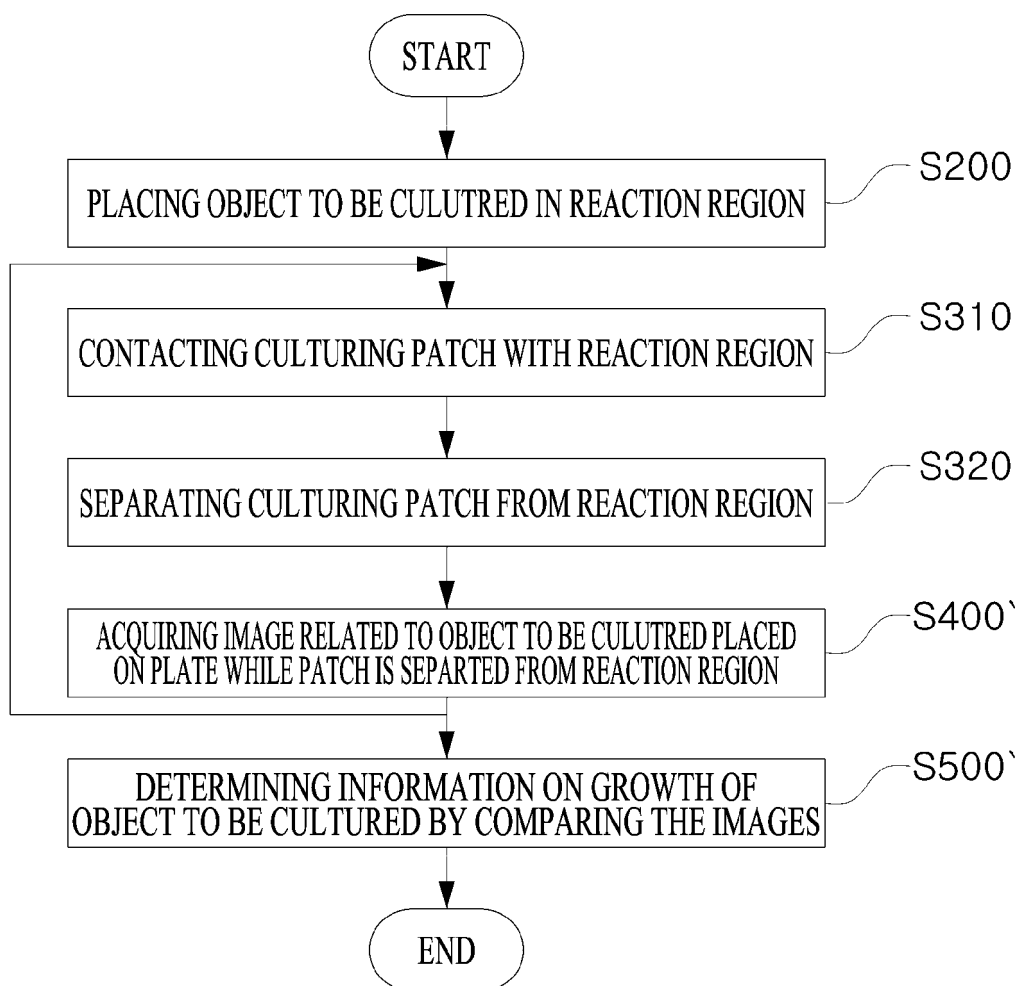 START
PLACING OBJECT TO BE CULUTRED IN REACTION REGION
S200
CONTACTING CULTURING PATCH WITH REACTION REGION
S310
SEPARATING CULTURING PATCH FROM REACTION REGION
S320
ACQUIRING IMAGE RELATED TO OBJECT TO BE CULUTRED PLACED
ON PLATE WHILE PATCH IS SEPARTED FROM REACTION REGION
S400`
DETERMINING INFORMATION ON GROWTH OF
OBJECT TO BE CULTURED BY COMPARING THE IMAGES
S500`
END